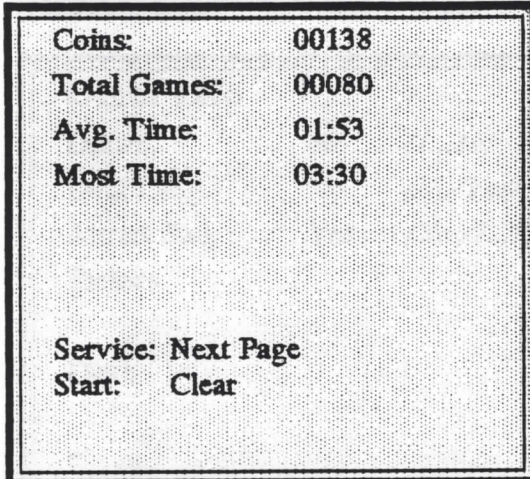 Coins: 00138
Total Games: 00080
Avg. Time: 01:53
Most Time: 03:30
Service: Next Page
Start: Clear